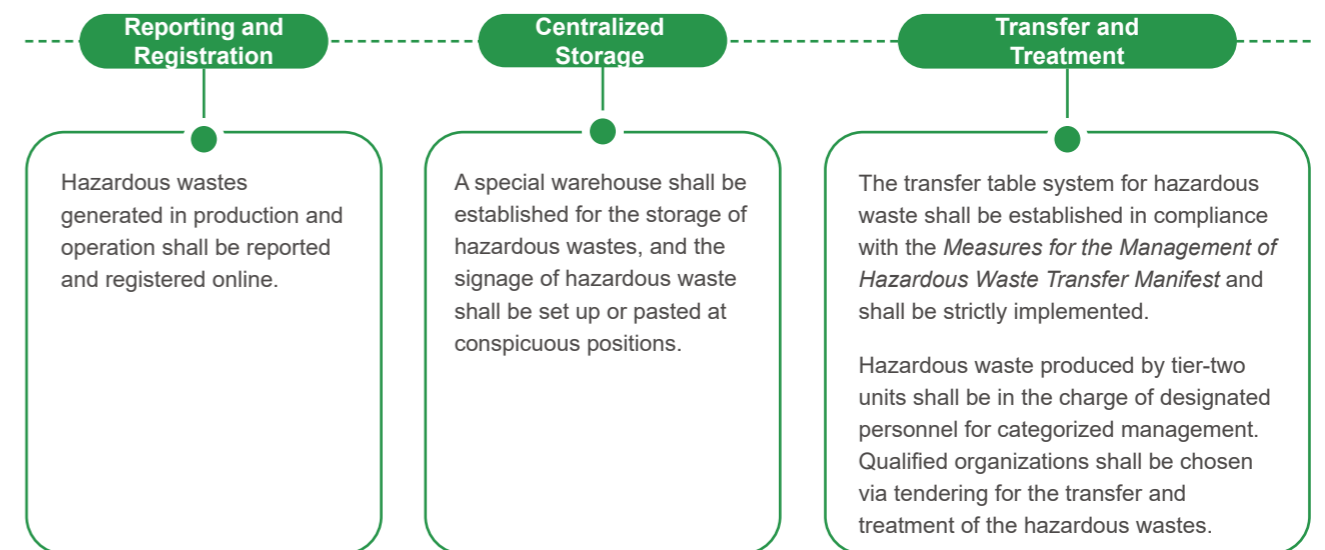 Reporting and
Registration
Hazardous wastes
generated in production and
operation shall be reported
and registered online.
Centralized
Storage
A special warehouse shall be
established for the storage of
hazardous wastes, and the
signage of hazardous waste
shall be set up or pasted at
conspicuous positions.
Transfer and
Treatment
The transfer table system for hazardous
waste shall be established in compliance
with the Measures for the Management of
Hazardous Waste Transfer Manifest and
shall be strictly implemented.
Hazardous waste produced by tier-two
units shall be in the charge of designated
personnel for categorized management.
Qualified organizations shall be chosen
via tendering for the transfer and
treatment of the hazardous wastes.